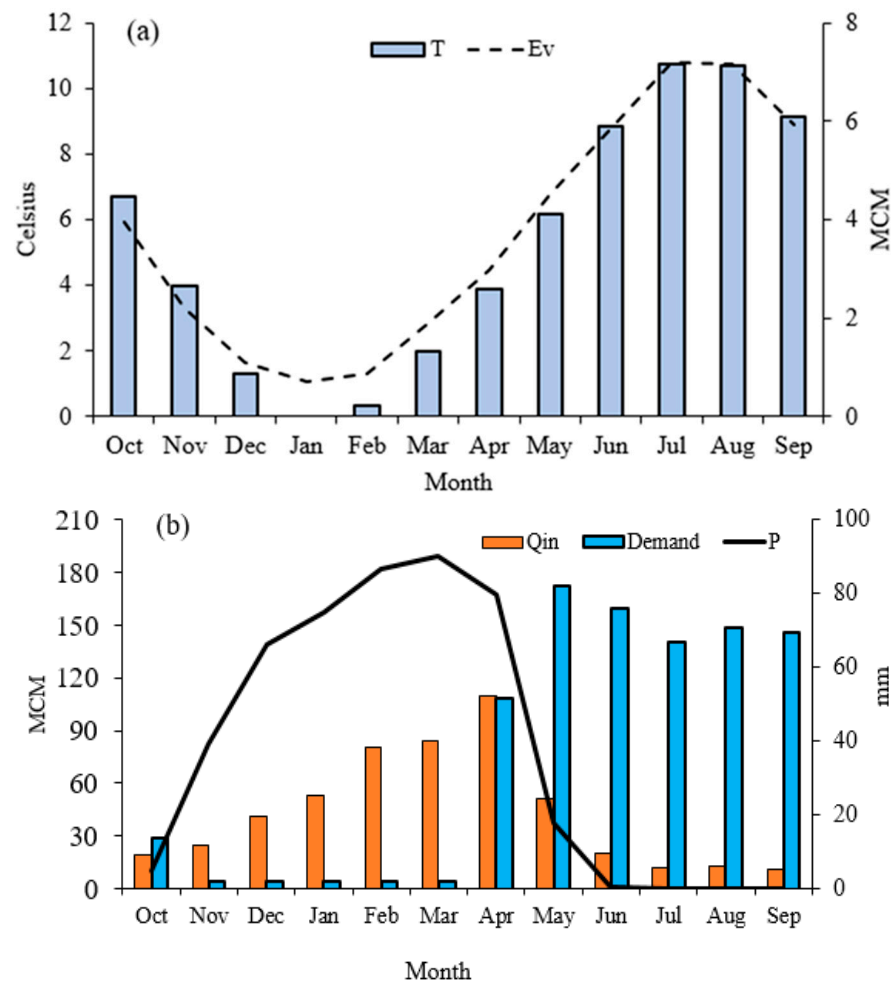 (a)
T Ev
12 8
10
8 6
6 4
4
2 2
0 0
Celsius
MCM
Oct Nov Dec Jan Feb Mar Apr May Jun Jul Aug Sep
Month
(b)
Qin Demand P
210 100
180 80
150
120 60
90 40
60
30 20
0 0
MCM
mm
Oct Nov Dec Jan Feb Mar Apr May Jun Jul Aug Sep
Month